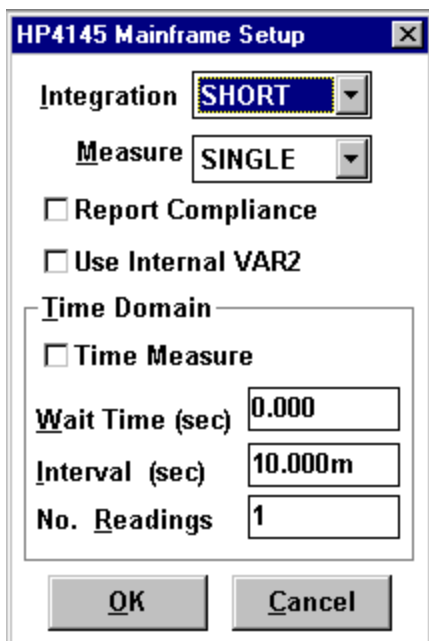 HP4145 Mainframe Setup
Integration SHORT
Measure SINGLE
Report Compliance
Use Internal VAR2
Time Domain
Time Measure
Wait Time (sec) 0.000
Interval (sec) 10.000m
No. Readings 1
OK Cancel